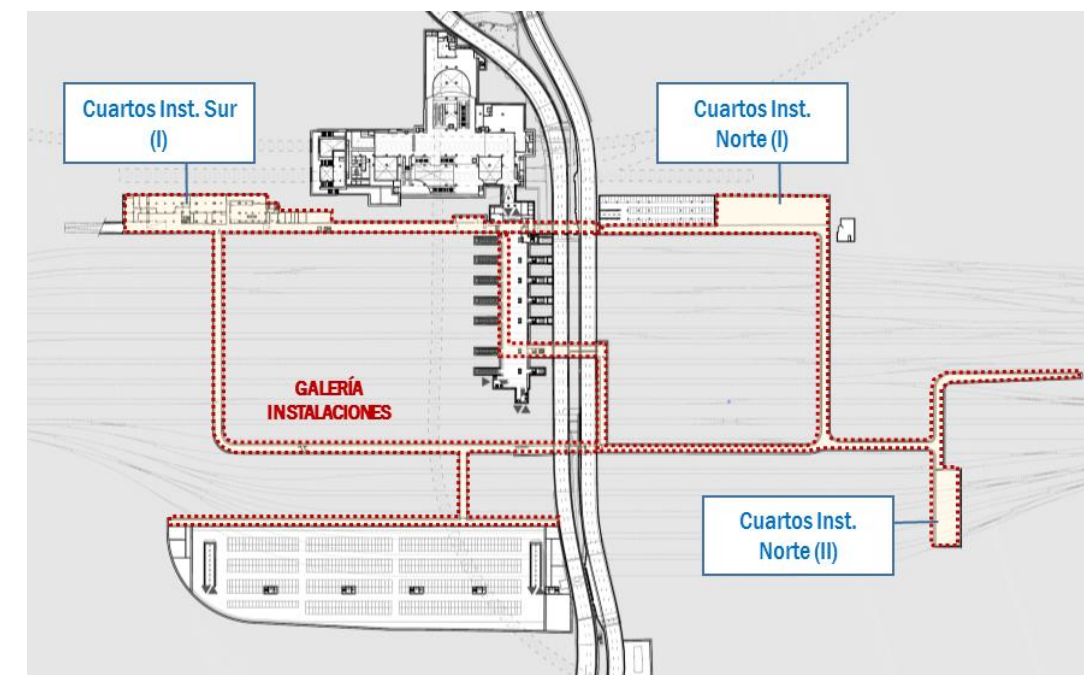 Cuartos Inst. Sur
(I)
Cuartos Inst.
Norte (I)
GALERÍA
INSTALACIONES
Cuartos Inst.
Norte (II)